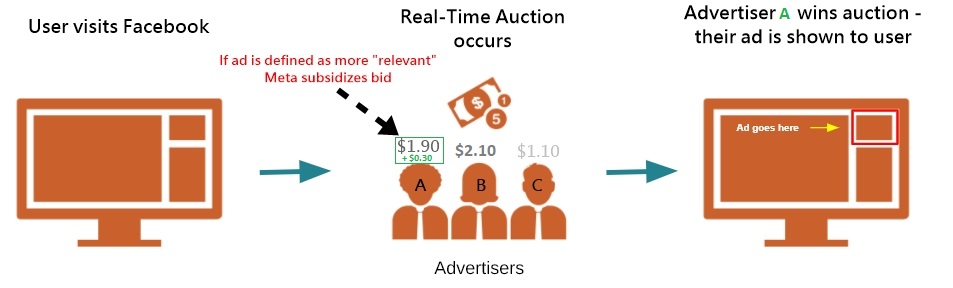 User visits Facebook
Real-Time Auction
occurs
Advertiser A wins auction -
their ad is shown to user
If ad is defined as more "relevant"
Meta subsidizes bid
$
1
5
Ad goes here
$1.90
+ $0.30
$2.10
$1.10
A
B
C
Advertisers